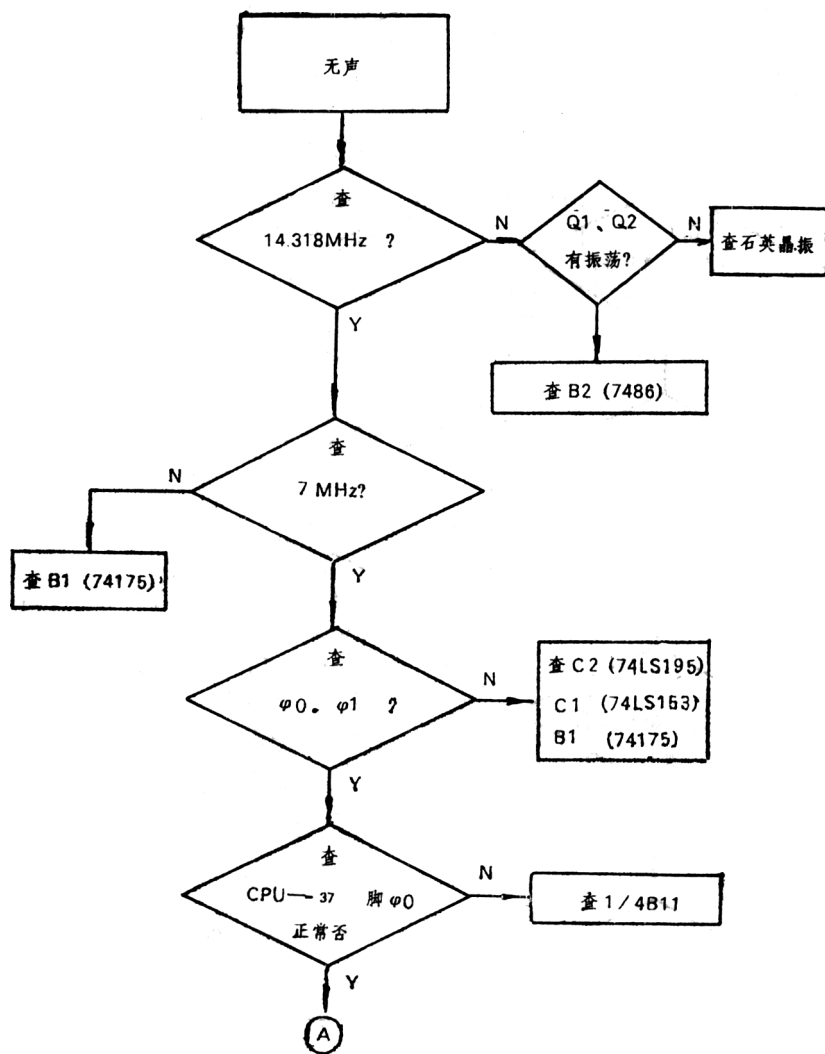 无声
查
14.318MHz ?
N
Q1、Q2
有振荡?
N
查石英晶振
Y
查 B2 (7486)
查
7 MHz?
N
查 B1 (74175)
Y
查
φ0。φ1 ?
N
查 C2 (74LS195)
C1 (74LS153)
B1 (74175)
Y
查
CPU—37 脚 φ0
正常否
N
查 1/4B11
Y
A